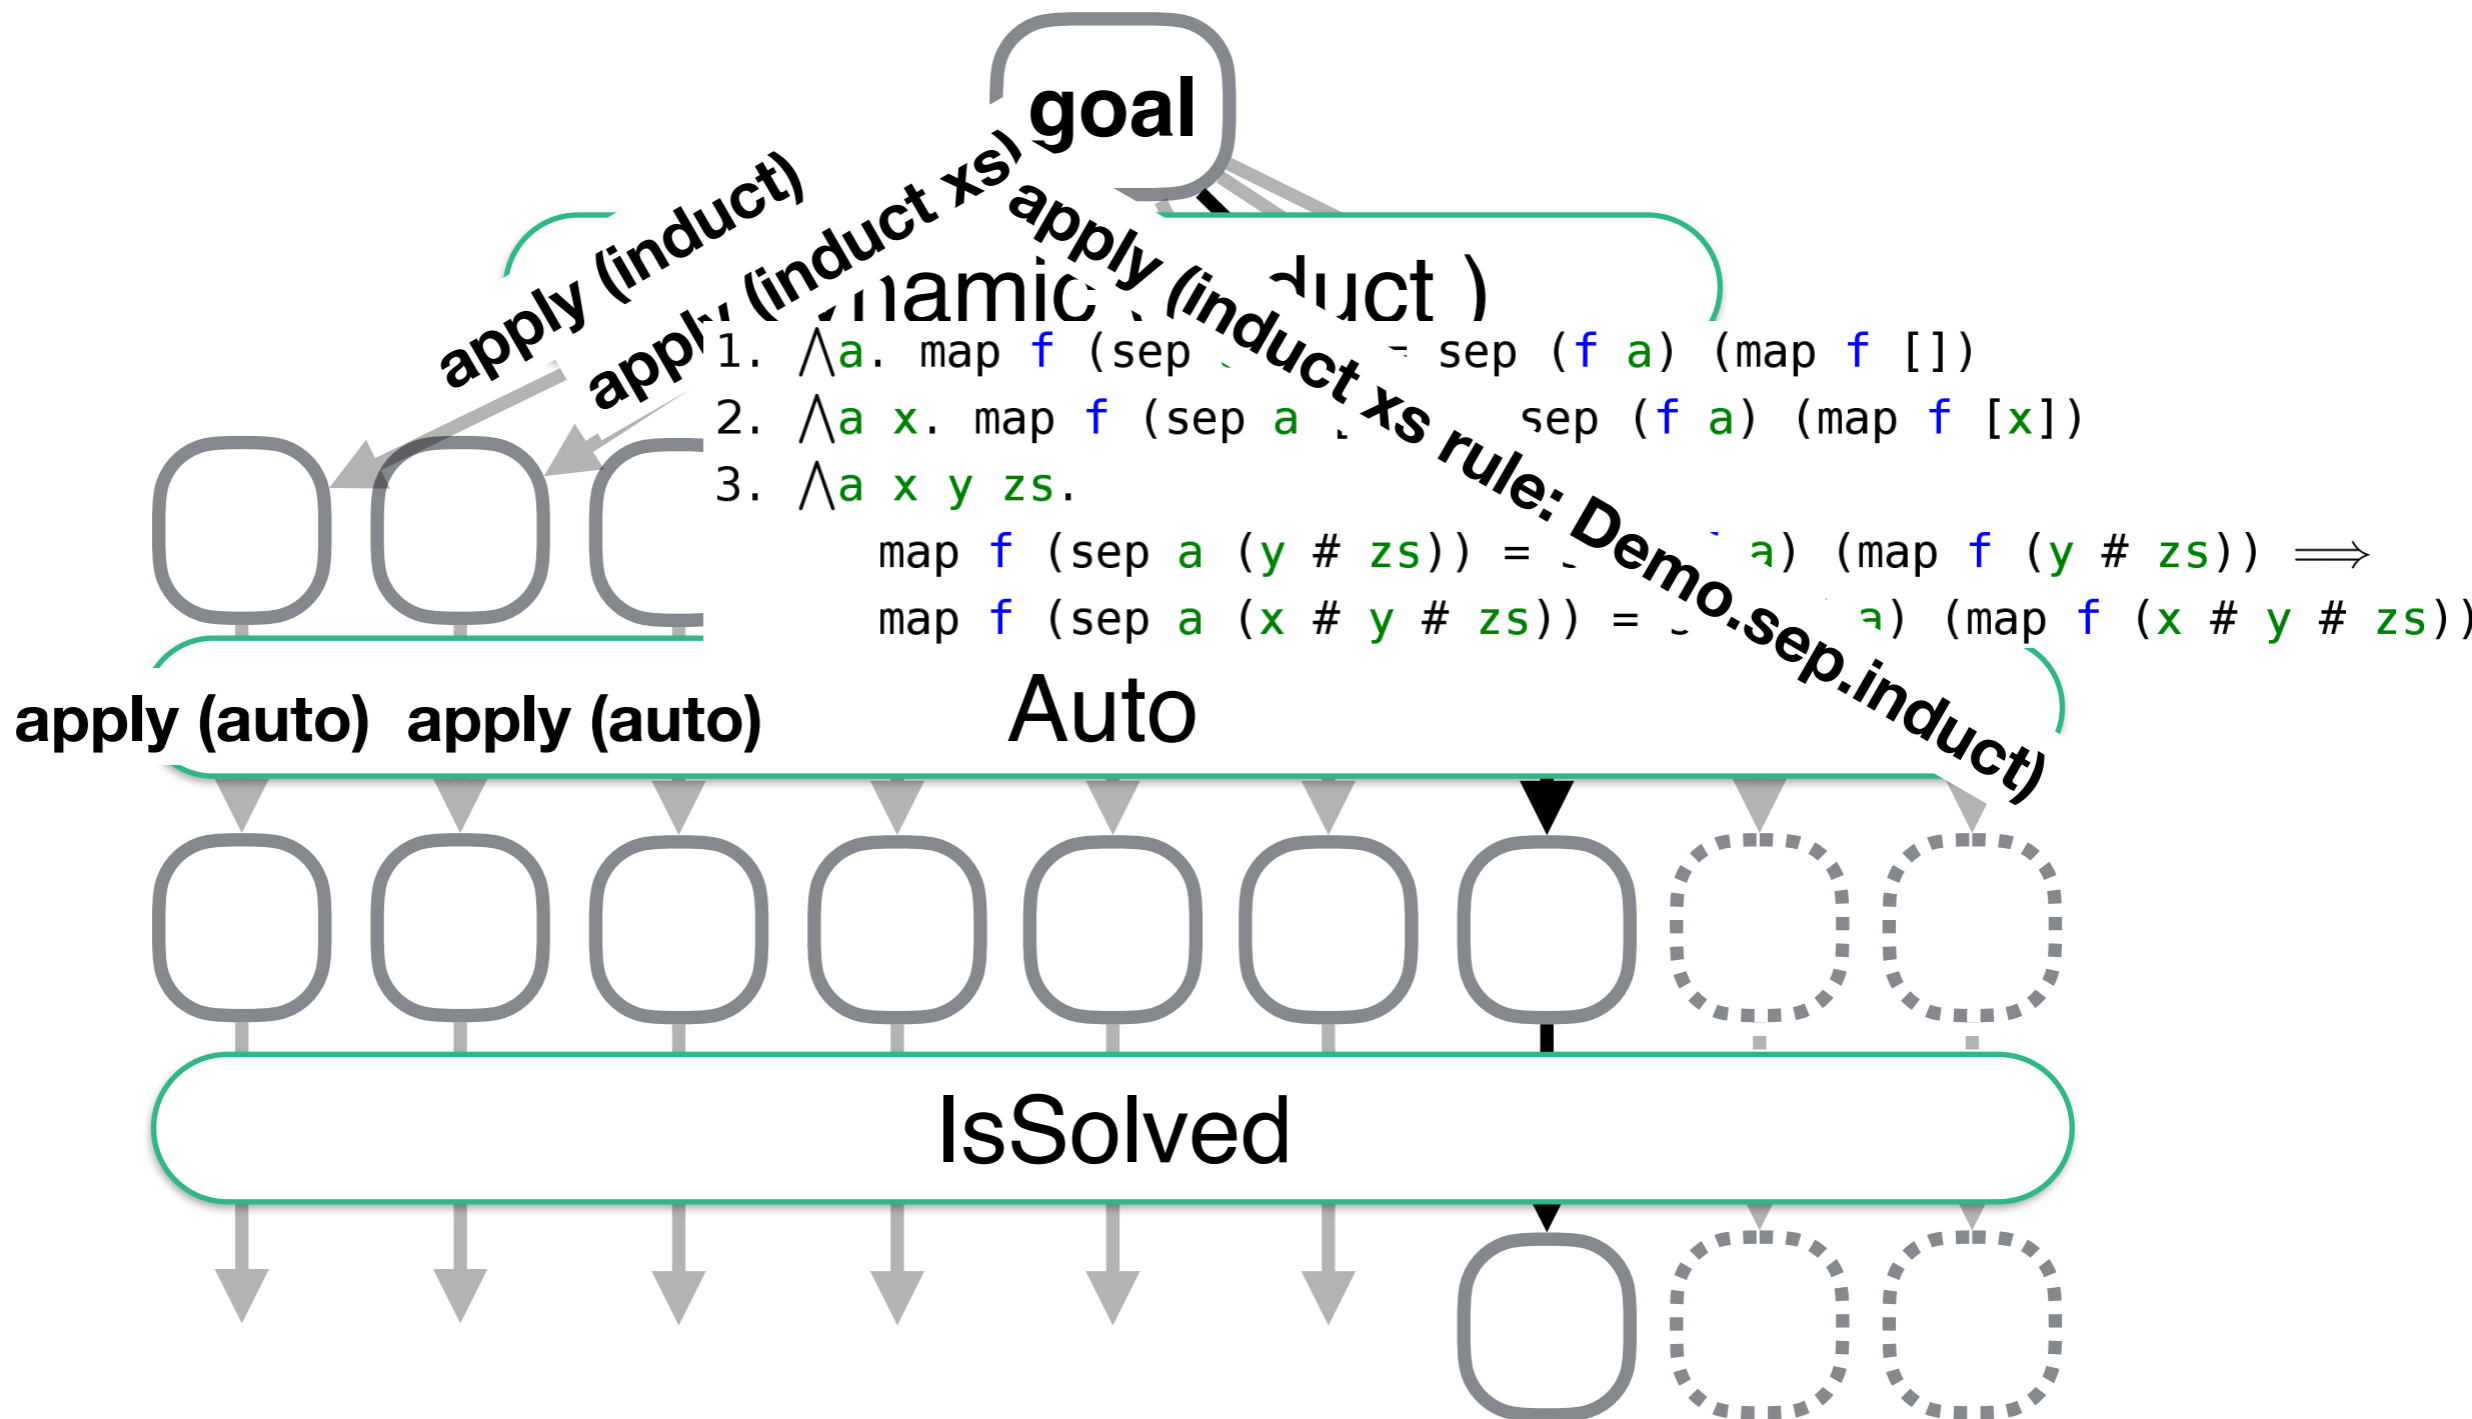 goal
apply (induct)
apply (induct xs)
apply (induct xs rule: Demo.sep.induct)
1. ⋀a. map f (sep = sep (f a) (map f [])
2. ⋀a x. map f (sep a sep (f a) (map f [x])
3. ⋀a x y zs.
map f (sep a (y # zs)) = a) (map f (y # zs)) ⟹
map f (sep a (x # y # zs)) = a) (map f (x # y # zs))
apply (auto) apply (auto) Auto
IsSolved